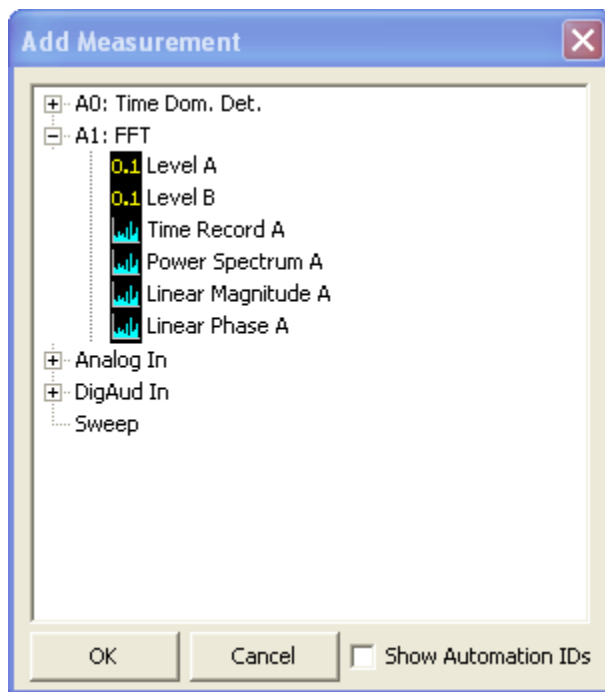 Add Measurement
A0: Time Dom. Det.
A1: FFT
0.1 Level A
0.1 Level B
Time Record A
Power Spectrum A
Linear Magnitude A
Linear Phase A
Analog In
DigAud In
Sweep
OK Cancel Show Automation IDs